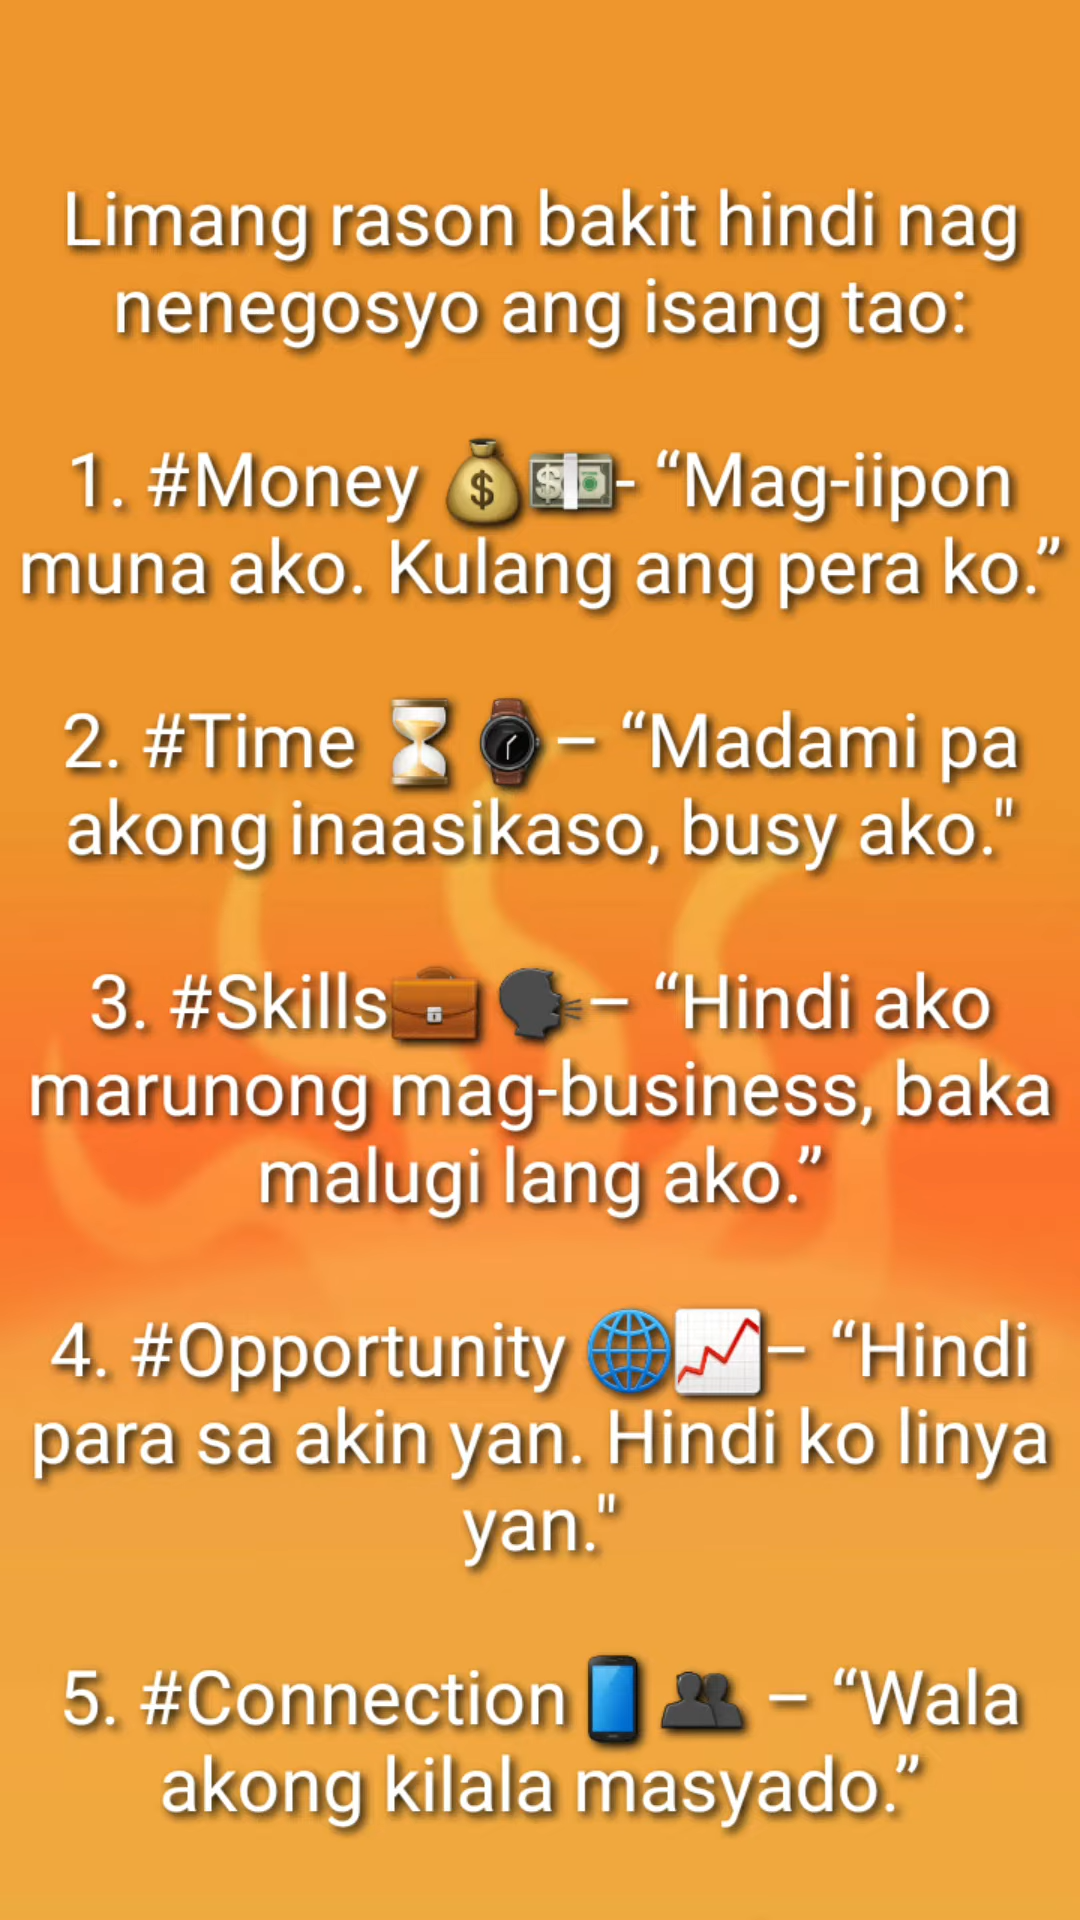 Limang rason bakit hindi nag
nenegosyo ang isang tao:
1. #Money 💰💵- “Mag-iipon
muna ako. Kulang ang pera ko.”
2. #Time ⏳⌚– “Madami pa
akong inaasikaso, busy ako."
3. #Skills💼🗣– “Hindi ako
marunong mag-business, baka
malugi lang ako.”
4. #Opportunity 🌐📈– “Hindi
para sa akin yan. Hindi ko linya
yan."
5. #Connection📱👥 – “Wala
akong kilala masyado.”